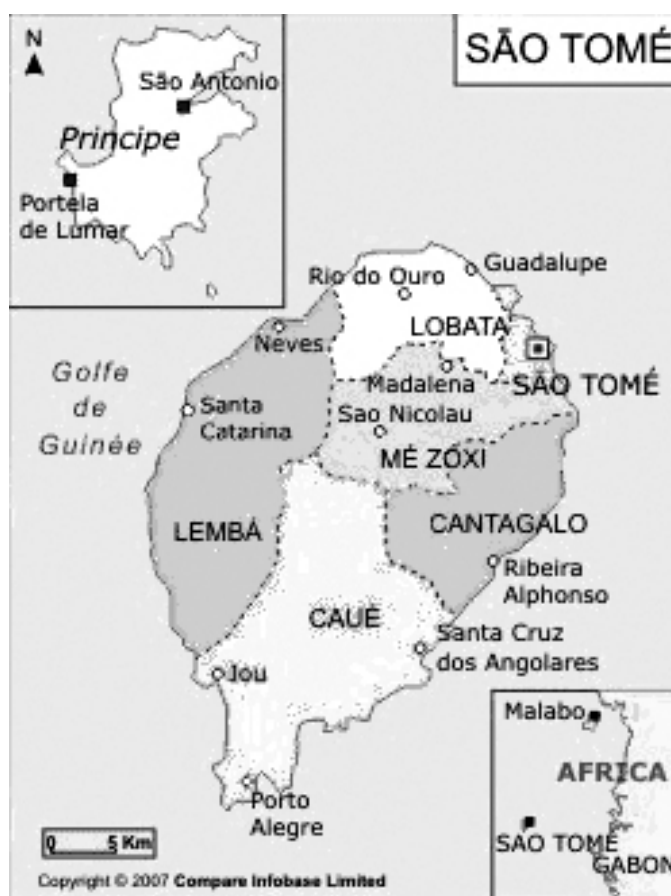 SÃO TOMÉ
N
São Antonio
Principe
Portela
de Lumar
Guadalupe
Rio do Ouro
LOBATA
Neves
Golfe
de
Guinée
Madalena
SÃO TOMÉ
Santa
Catarina
Sao Nicolau
MÉ ZÓXI
LEMBÁ
CANTAGALO
Ribeira
Alphonso
CAUÉ
Santa Cruz
dos Angolares
Jou
Malabo
AFRICA
Porto
Alegre
SÃO TOMÉ
GABON
0 5 Km
Copyright © 2007 Compare Infobase Limited